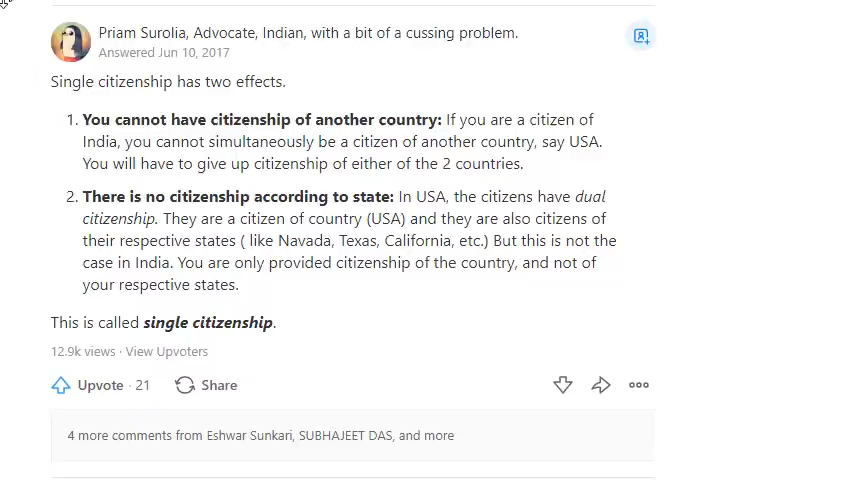 Priam Surolia, Advocate, Indian, with a bit of a cussing problem.
Answered Jun 10, 2017
Single citizenship has two effects.
1. You cannot have citizenship of another country: If you are a citizen of
India, you cannot simultaneously be a citizen of another country, say USA.
You will have to give up citizenship of either of the 2 countries.
2. There is no citizenship according to state: In USA, the citizens have dual
citizenship. They are a citizen of country (USA) and they are also citizens of
their respective states ( like Navada, Texas, California, etc.) But this is not the
case in India. You are only provided citizenship of the country, and not of
your respective states.
This is called single citizenship.
12.9k views · View Upvoters
Upvote · 21 Share
4 more comments from Eshwar Sunkari, SUBHAJEET DAS, and more